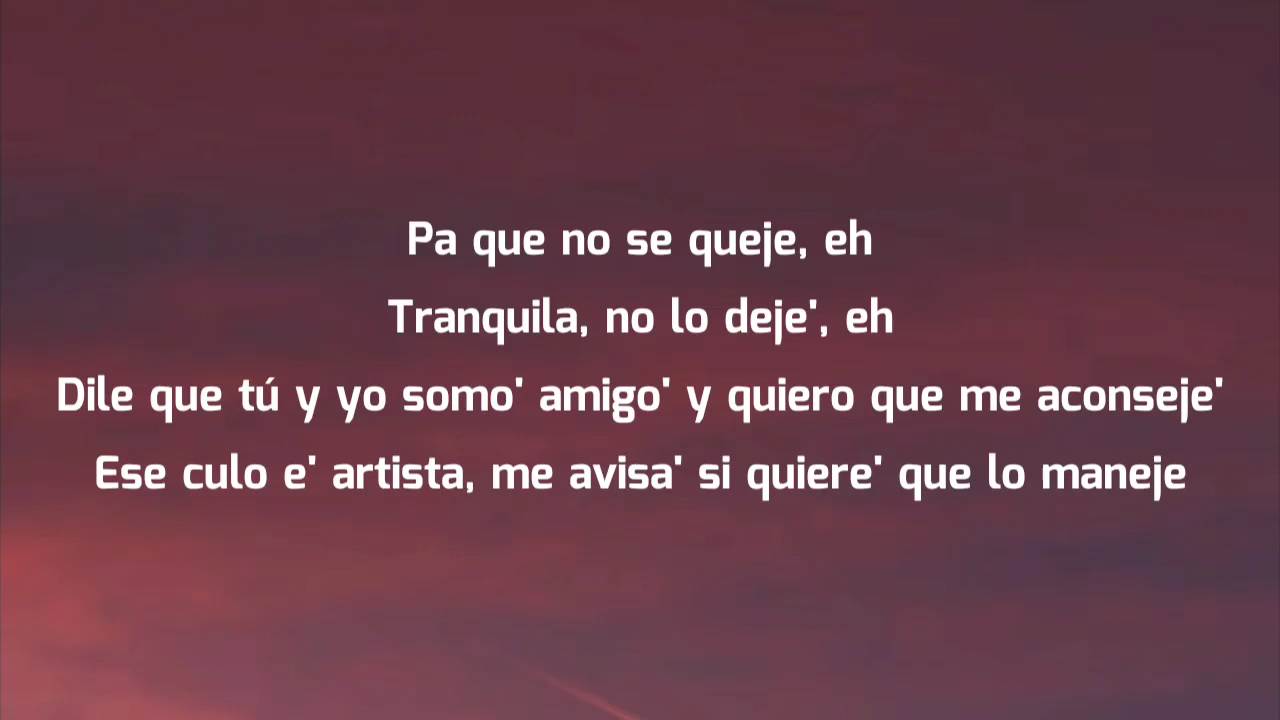 Pa que no se queje, eh
Tranquila, no lo deje', eh
Dile que tú y yo somo' amigo' y quiero que me aconseje'
Ese culo e' artista, me avisa' si quiere' que lo maneje